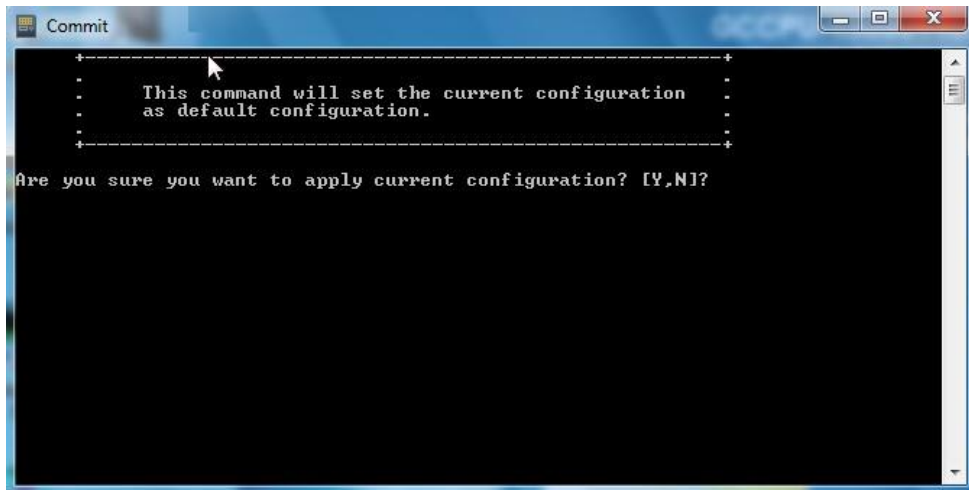 Commit
This command will set the current configuration
as default configuration.
Are you sure you want to apply current configuration? [Y,N]?